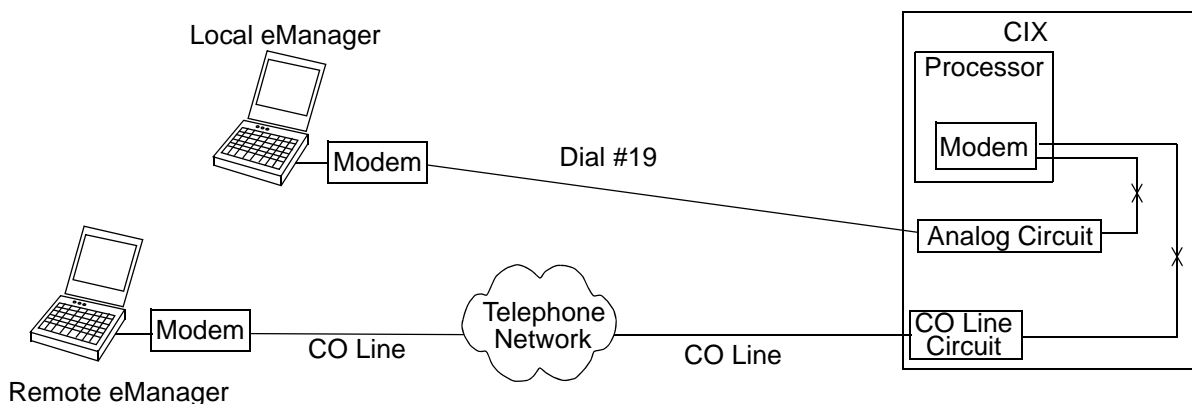 Local eManager
CIX
Processor
Modem
Modem
Dial #19
Analog Circuit
Modem
CO Line
Telephone
Network
CO Line
CO Line
Circuit
Remote eManager